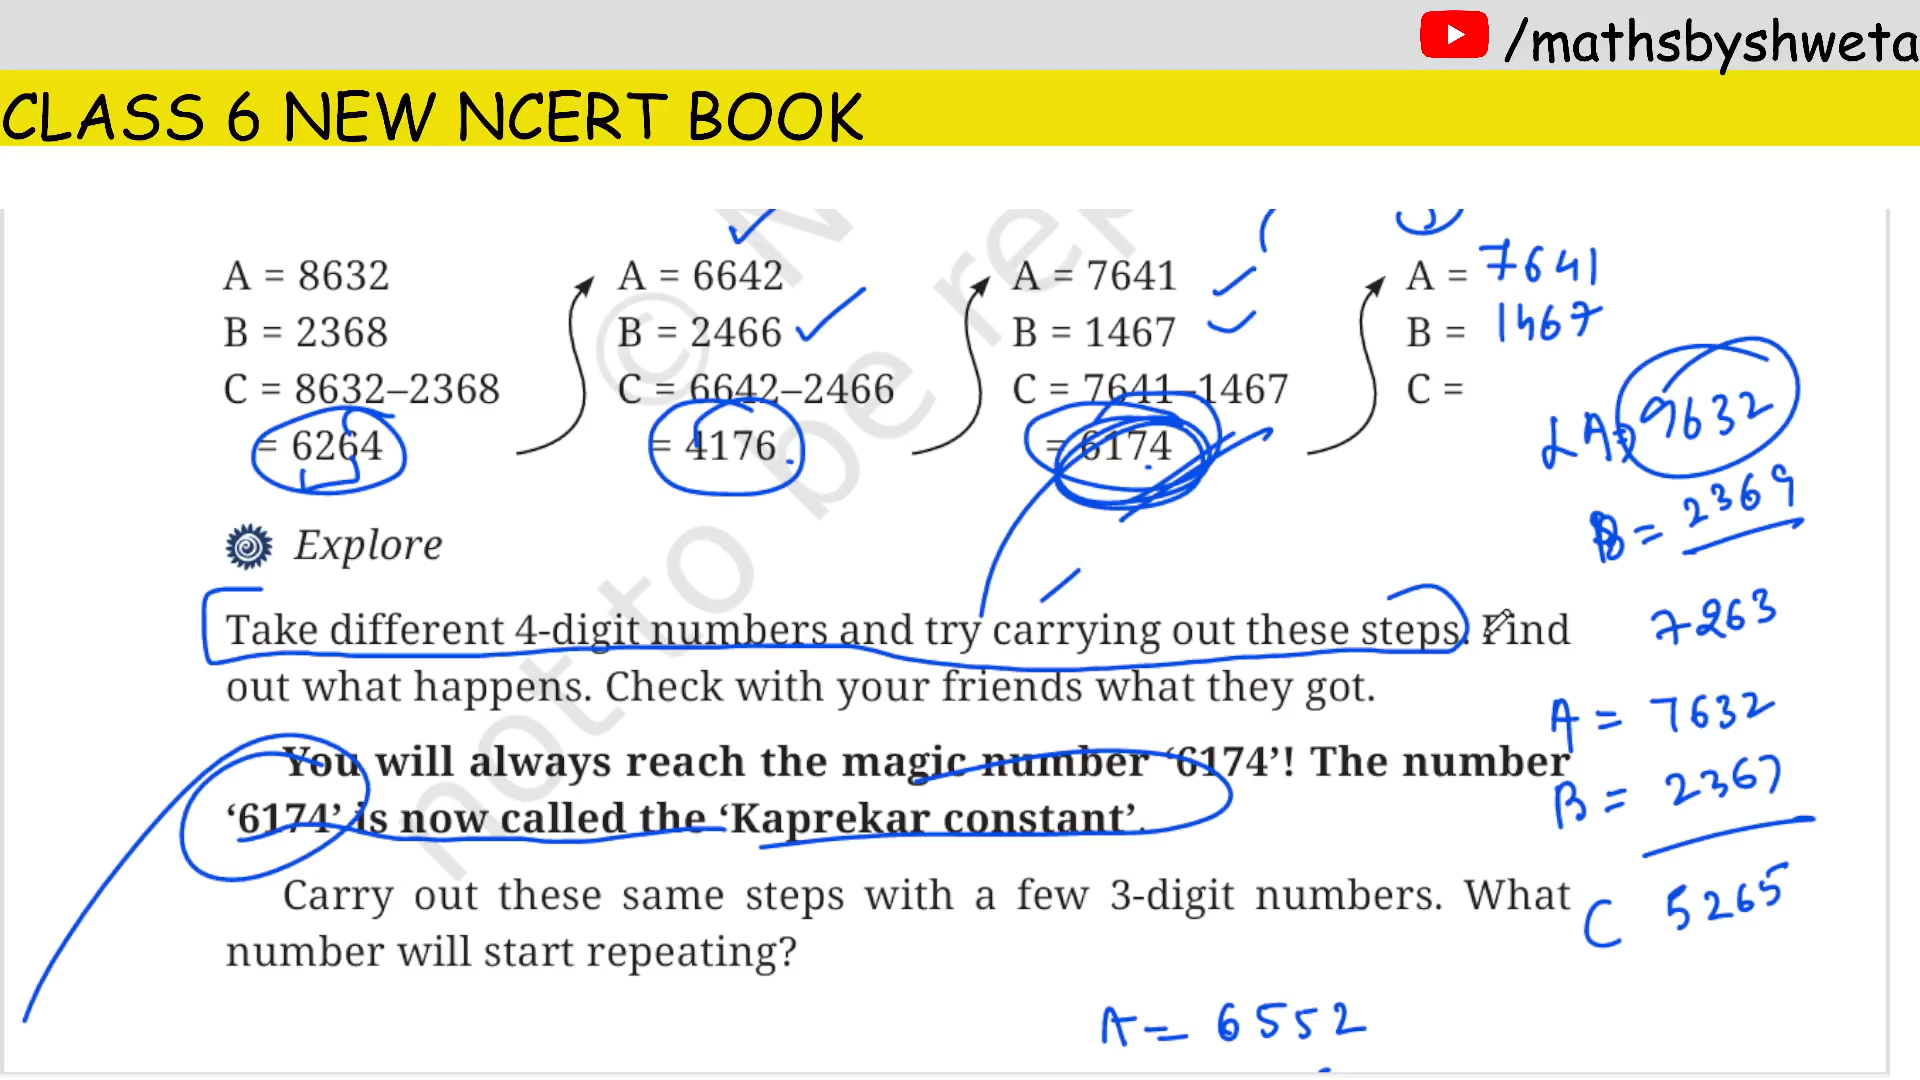 /mathsbyshweta
CLASS 6 NEW NCERT BOOK
A = 8632
B = 2368
C = 8632–2368
= 6264
A = 6642
B = 2466
C = 6642–2466
= 4176
A = 7641
B = 1467
C = 7641–1467
= 6174
A = 7641
B = 1467
C =
Explore
Take different 4-digit numbers and try carrying out these steps. Find
out what happens. Check with your friends what they got.
You will always reach the magic number ‘6174’! The number
‘6174’ is now called the ‘Kaprekar constant’.
Carry out these same steps with a few 3-digit numbers. What
number will start repeating?
A 9632
B = 2369
7263
A = 7632
B = 2367
C 5265
A = 6552
© N
not to be rep